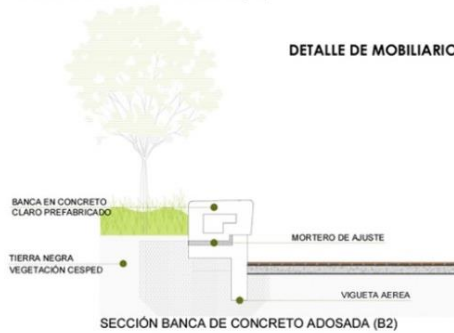 DETALLE DE MOBILIARIO
BANCA EN CONCRETO
CLARO PREFABRICADO
MORTERO DE AJUSTE
TIERRA NEGRA
VEGETACIÓN CESPED
VIGUETA AEREA
SECCIÓN BANCA DE CONCRETO ADOSADA (B2)